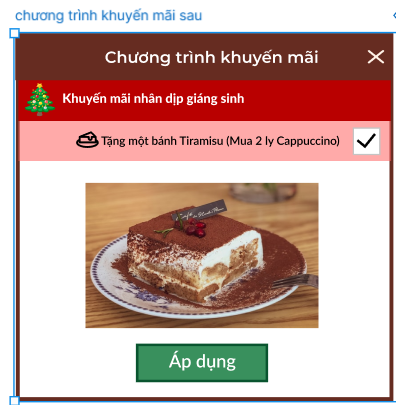 chương trình khuyến mãi sau
Chương trình khuyến mãi
Khuyến mãi nhân dịp giáng sinh
Tặng một bánh Tiramisu (Mua 2 ly Cappuccino)
Áp dụng